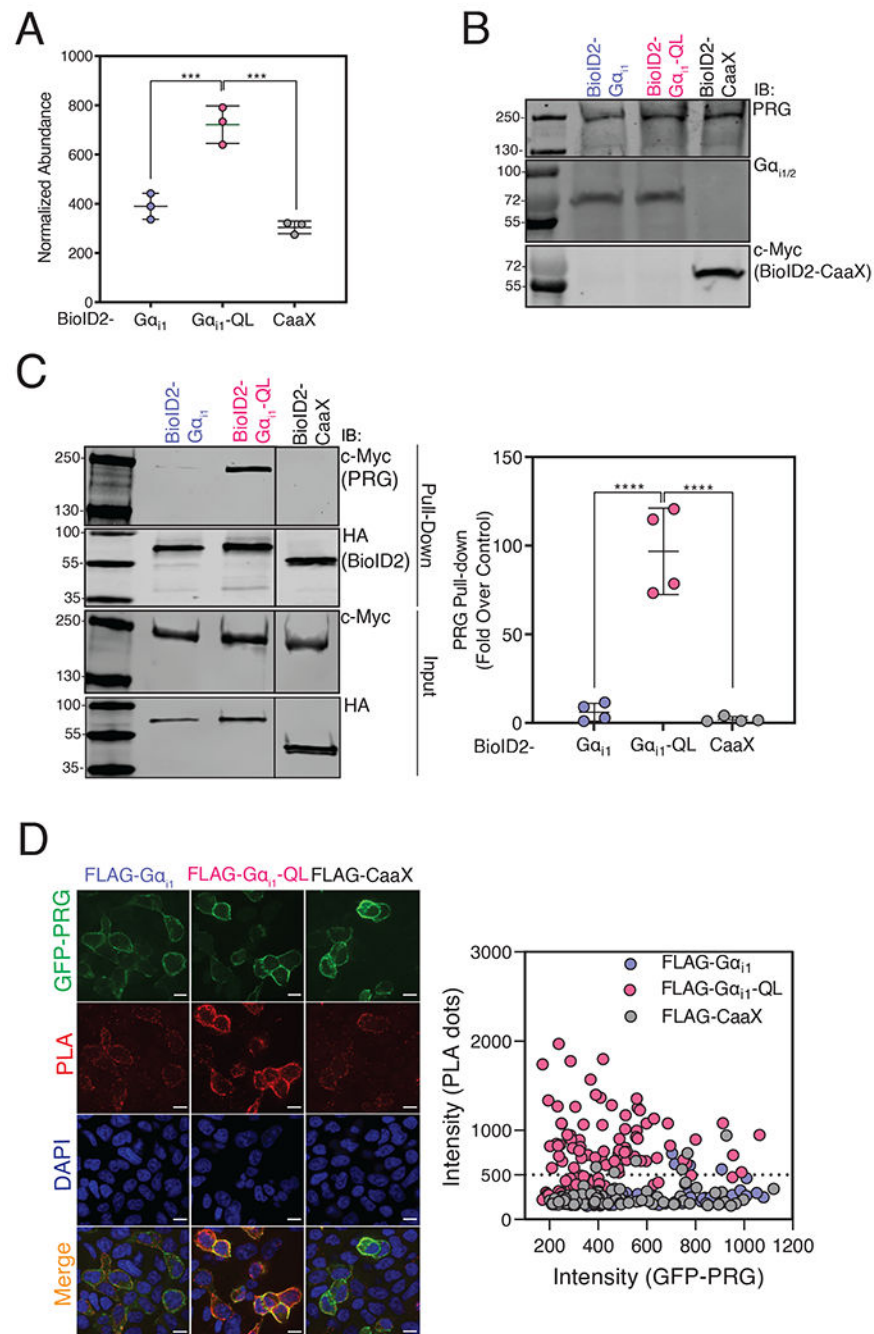 A
1000
800
600
400
200
0
Normalized Abundance
***
***
BioID2-
Gαi1
Gαi1-QL
CaaX
B
BioID2-
Gαi1
BioID2-
Gαi1-QL
BioID2-
CaaX
IB:
PRG
250-
130-
Gαi1/2
100-
72-
55-
c-Myc
(BioID2-CaaX)
72-
55-
C
BioID2-
Gαi1
BioID2-
Gαi1-QL
BioID2-
CaaX
IB:
c-Myc
(PRG)
250-
130-
HA
(BioID2)
100-
55-
35-
Pull-Down
c-Myc
250-
130-
HA
100-
55-
35-
Input
150
100
50
0
PRG Pull-down
(Fold Over Control)
****
****
BioID2-
Gαi1
Gαi1-QL
CaaX
D
FLAG-Gαi1
FLAG-Gαi1-QL
FLAG-CaaX
GFP-PRG
PLA
DAPI
Merge
3000
2000
1000
500
0
Intensity (PLA dots)
FLAG-Gαi1
FLAG-Gαi1-QL
FLAG-CaaX
200
400
600
800
1000
1200
Intensity (GFP-PRG)